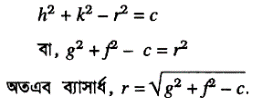 h² + k² − r² = c
বা, g² + f² − c = r²
অতএব ব্যাসার্ধ, r = √(g² + f² − c).